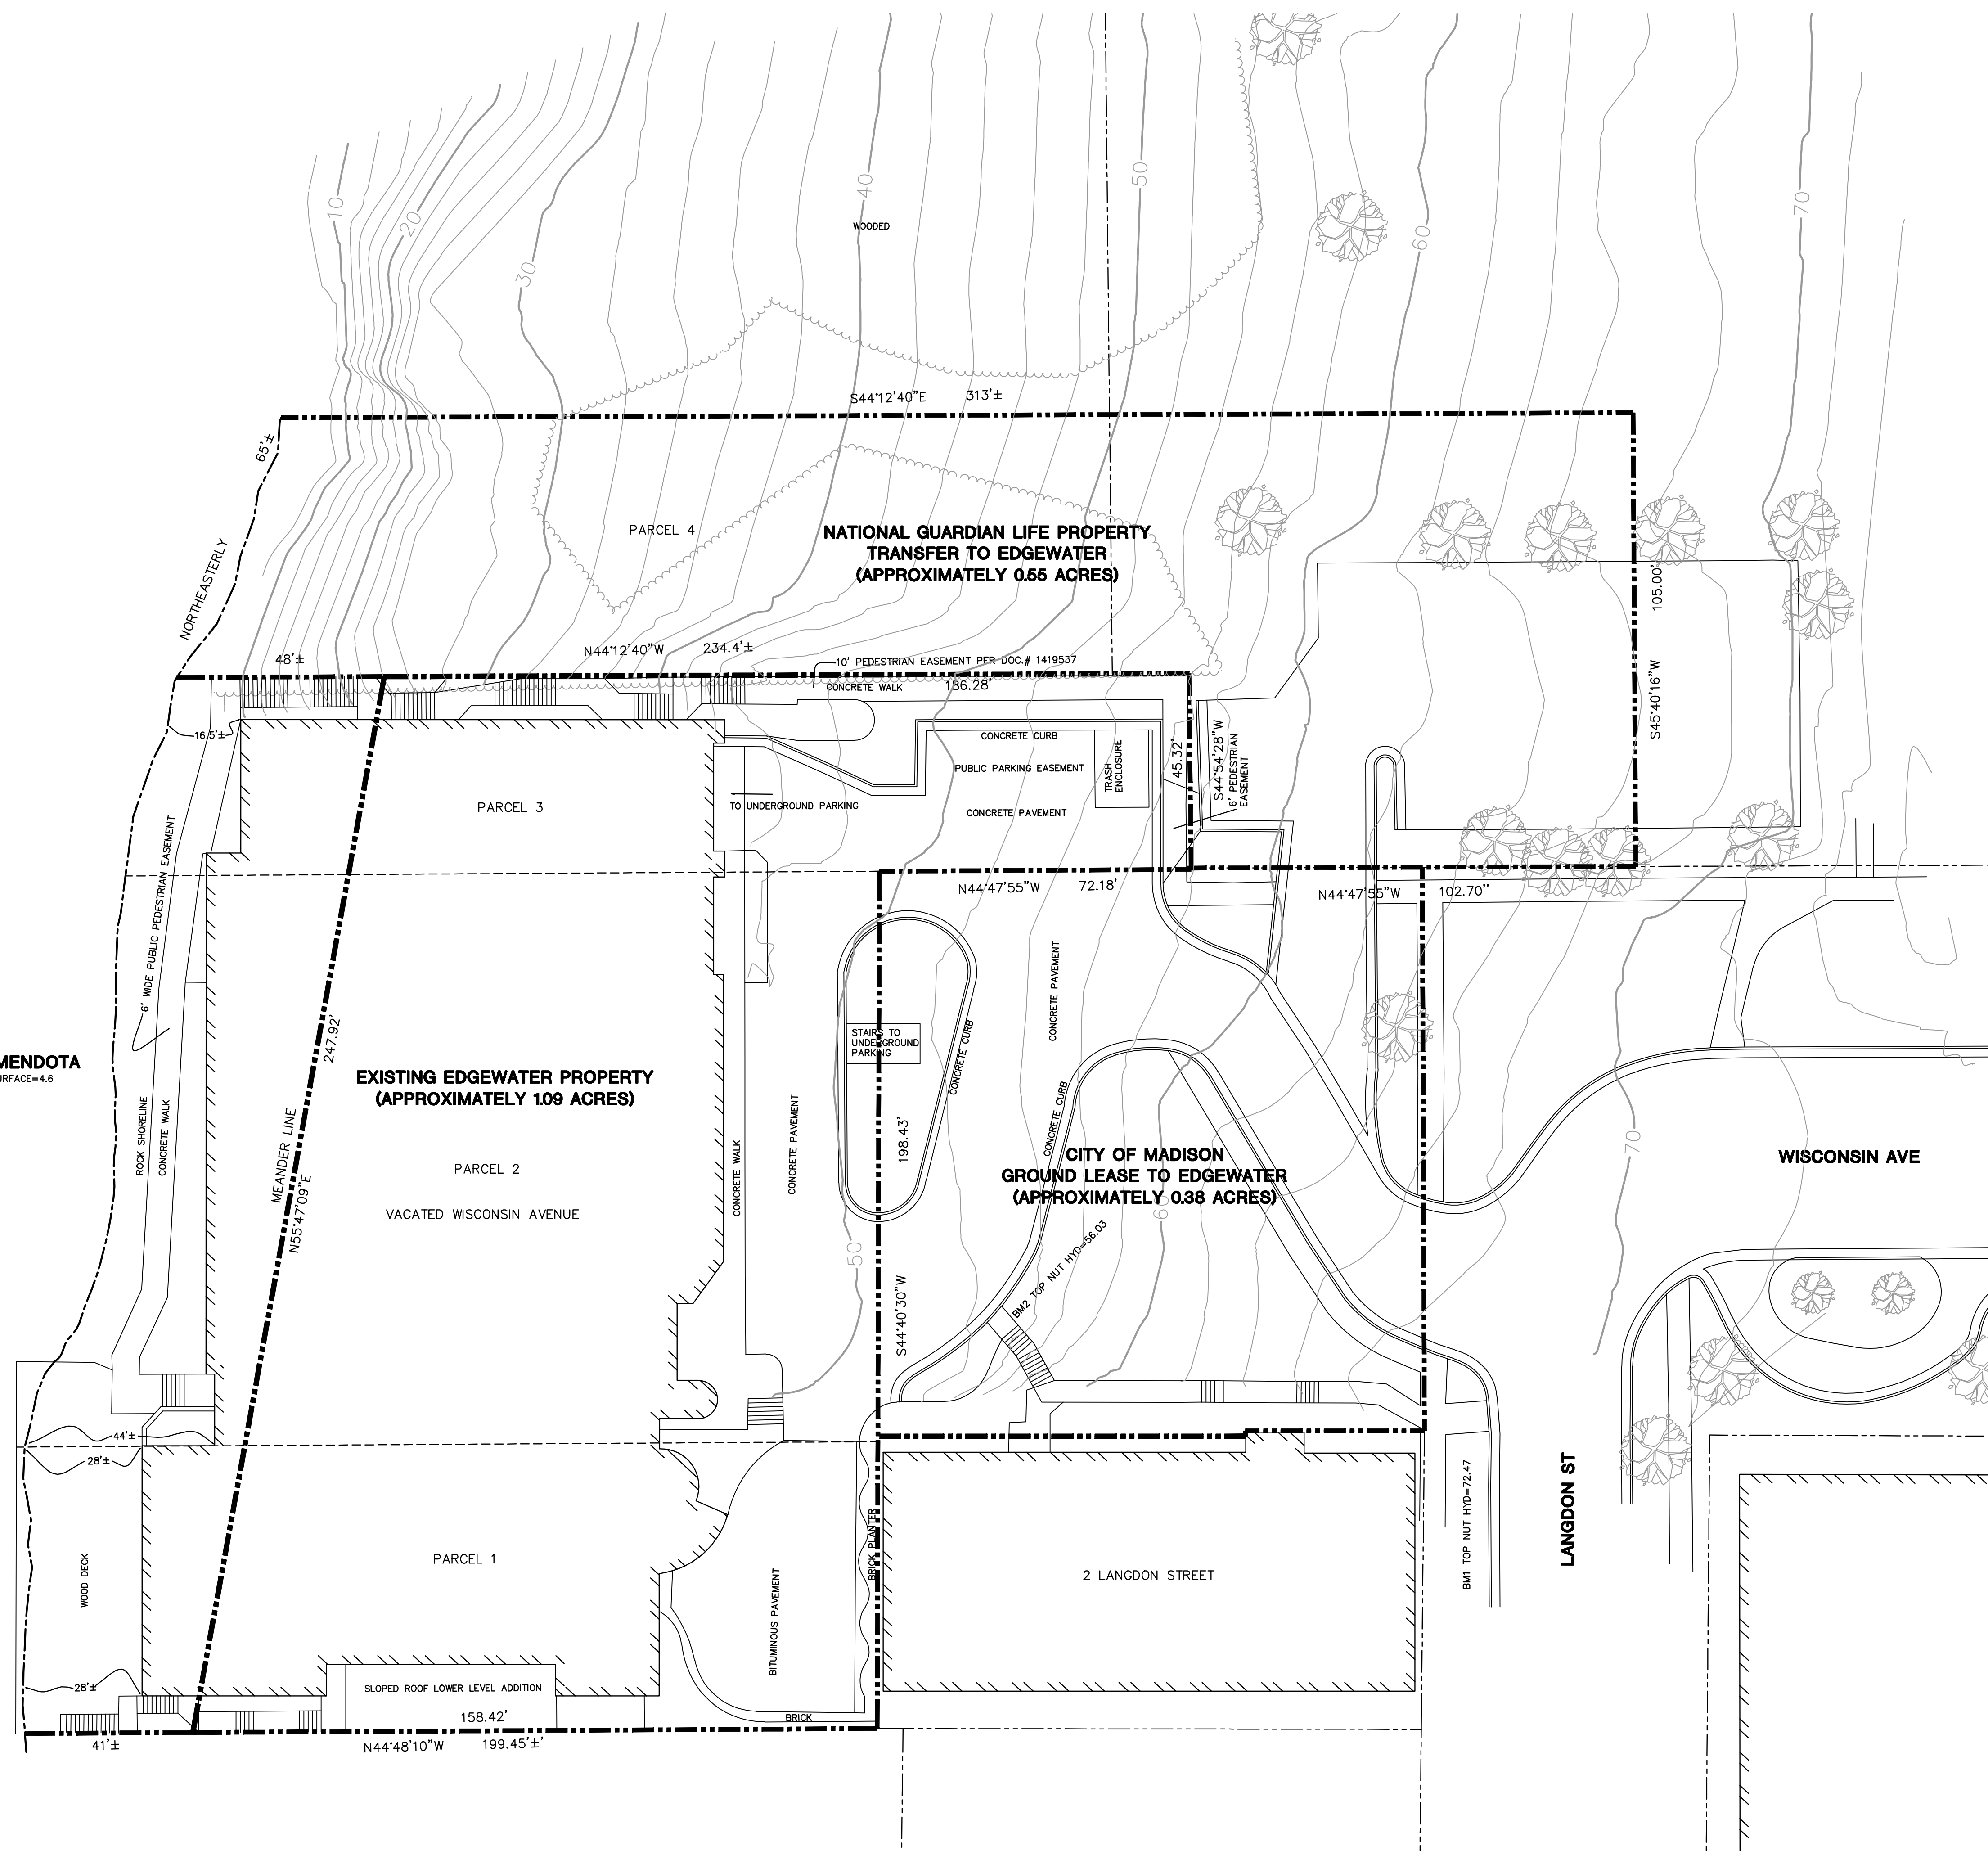 10
20
30
40
50
60
70
WOODED
S44°12'40"E 313'±
65'±
NORTHEASTERLY
PARCEL 4
NATIONAL GUARDIAN LIFE PROPERTY
TRANSFER TO EDGEWATER
(APPROXIMATELY 0.55 ACRES)
105.00'
S45°40'16"W
48'±
N44°12'40"W 234.4'±
10' PEDESTRIAN EASEMENT PER DOC.# 1419537
CONCRETE WALK
136.28'
16.5'±
CONCRETE CURB
PUBLIC PARKING EASEMENT
TRASH
ENCLOSURE
CONCRETE PAVEMENT
45.32'
S44°54'28"W
6' PEDESTRIAN
EASEMENT
PARCEL 3
TO UNDERGROUND PARKING
N44°47'55"W 72.18'
N44°47'55"W 102.70''
6' WIDE PUBLIC PEDESTRIAN EASEMENT
CONCRETE PAVEMENT
STAIRS TO
UNDERGROUND
PARKING
CONCRETE CURB
247.92'
MENDOTA
URFACE=4.6
EXISTING EDGEWATER PROPERTY
(APPROXIMATELY 1.09 ACRES)
ROCK SHORELINE
CONCRETE WALK
MEANDER LINE
N55°47'09"E
PARCEL 2
VACATED WISCONSIN AVENUE
CONCRETE WALK
CONCRETE PAVEMENT
198.43'
CONCRETE CURB
CITY OF MADISON
GROUND LEASE TO EDGEWATER
(APPROXIMATELY 0.38 ACRES)
70
WISCONSIN AVE
50
BM2 TOP NUT HYD=56.03
S44°40'30"W
44'±
28'±
BM1 TOP NUT HYD=72.47
LANGDON ST
WOOD DECK
PARCEL 1
BRICK PLANTER
2 LANGDON STREET
BITUMINOUS PAVEMENT
28'±
SLOPED ROOF LOWER LEVEL ADDITION
158.42'
BRICK
41'±
N44°48'10"W 199.45'±'